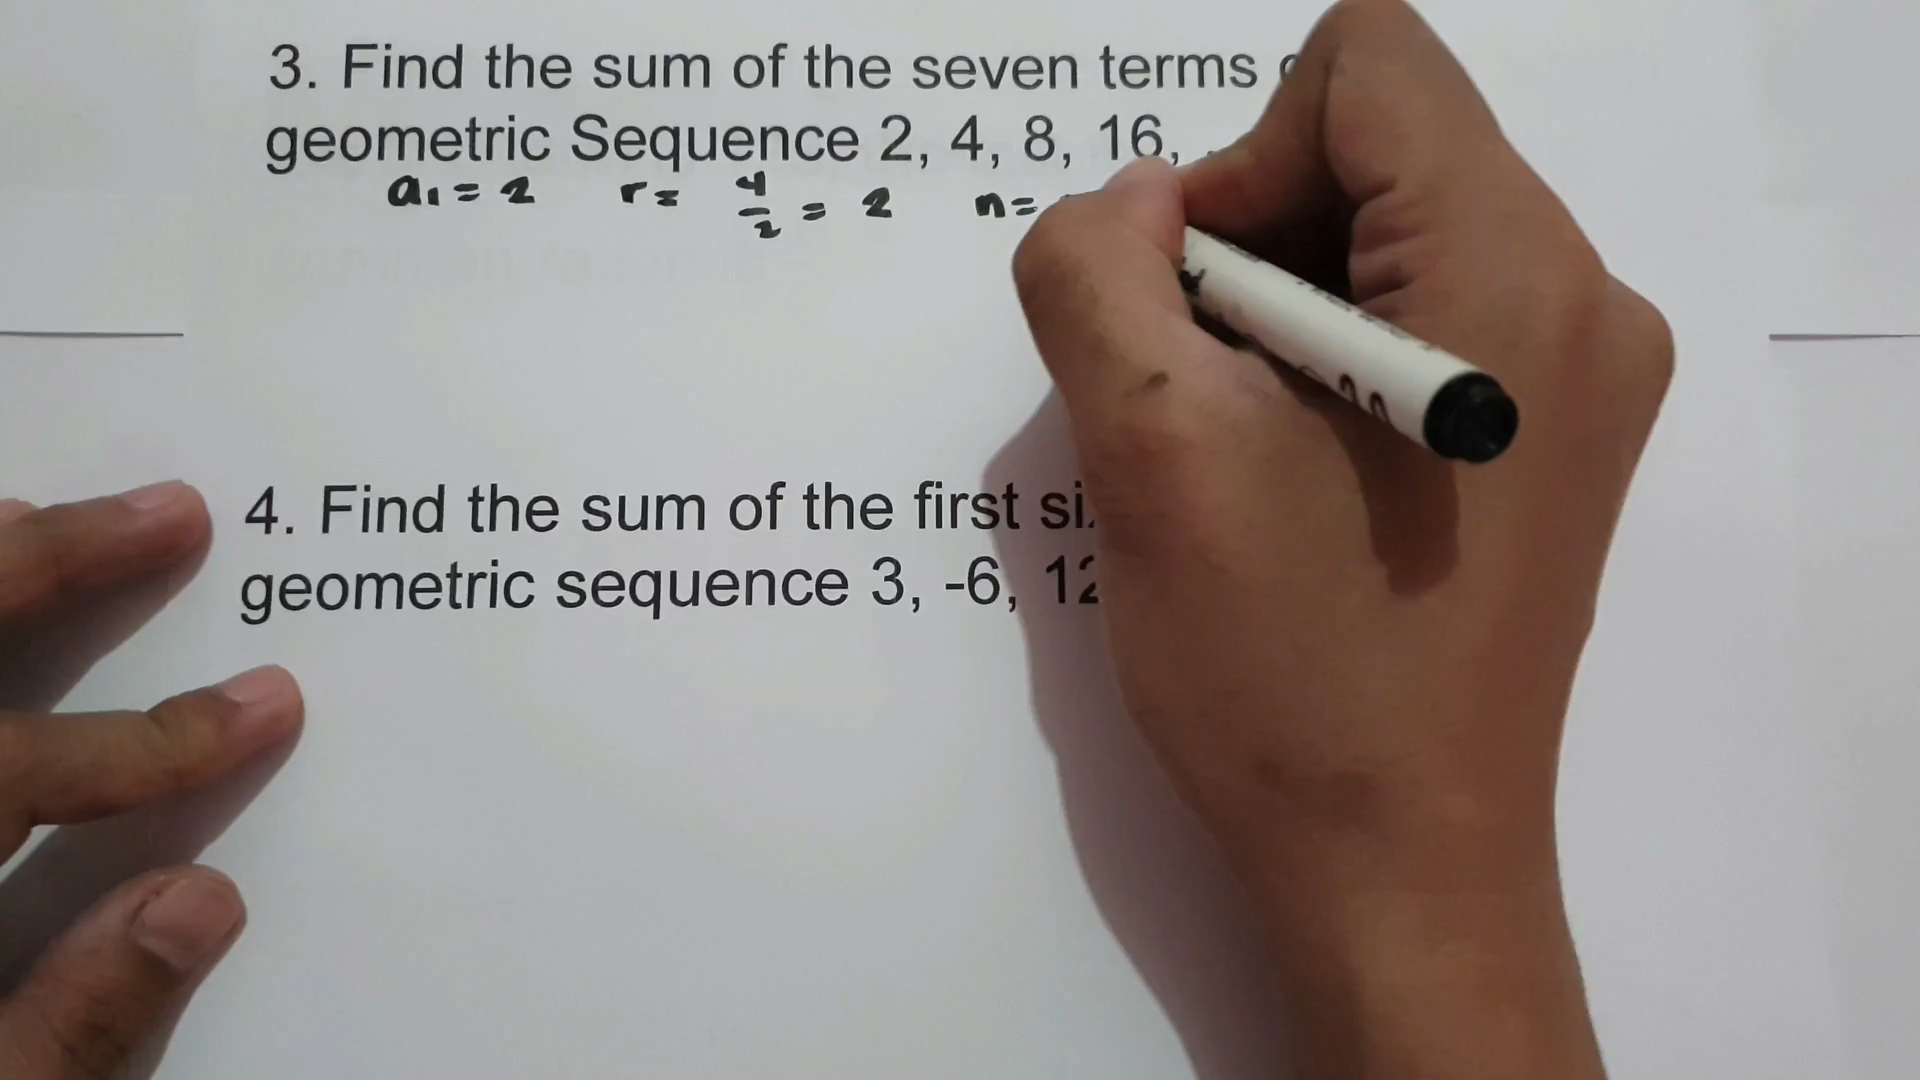 3. Find the sum of the seven terms
geometric Sequence 2, 4, 8, 16,
a₁ = 2 r = 4/2 = 2 n =
4. Find the sum of the first
geometric sequence 3, -6, 12